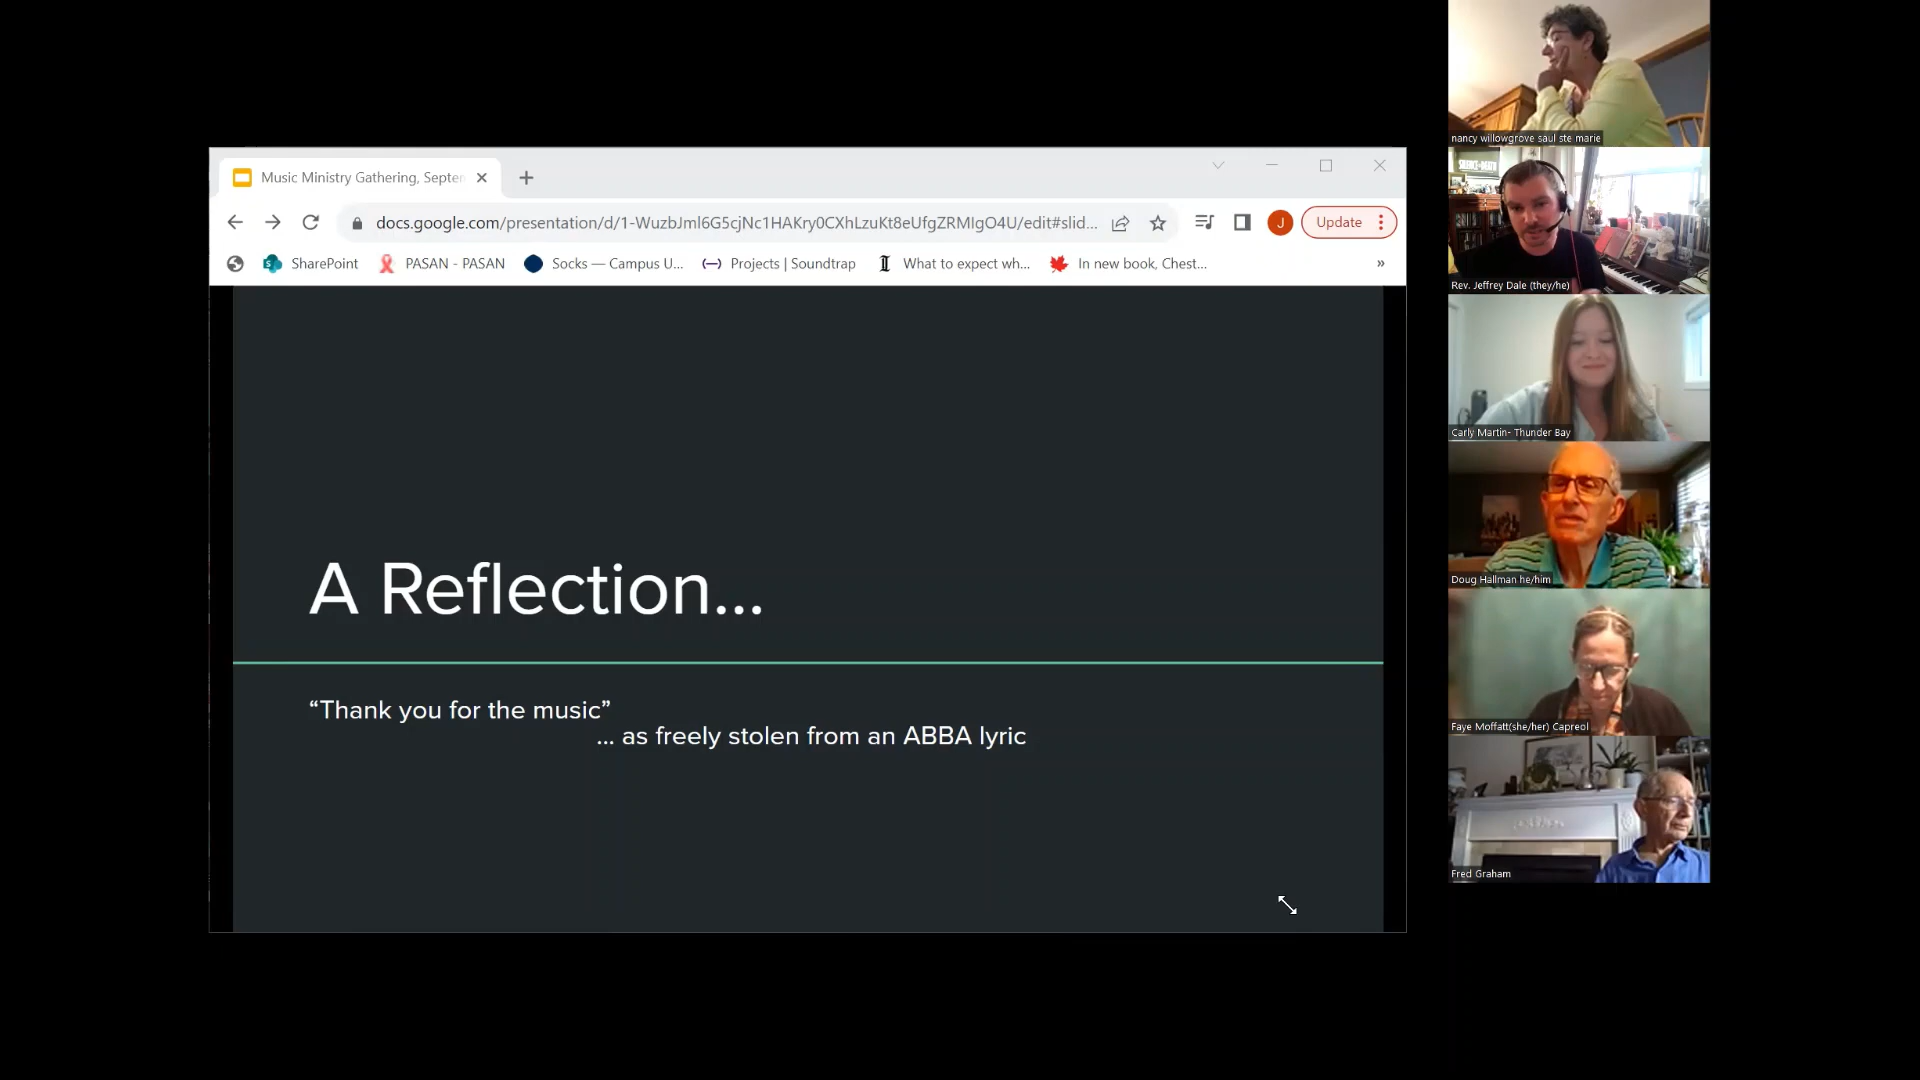 Music Ministry Gathering, Septen
docs.google.com/presentation/d/1-WuzbJml6G5cjNc1HAKry0CXhLzuKt8eUfgZRMIgO4U/edit#slid...
J
Update
SharePoint
PASAN - PASAN
Socks — Campus U...
Projects | Soundtrap
What to expect wh...
In new book, Chest...
»
A Reflection...
“Thank you for the music”
... as freely stolen from an ABBA lyric
nancy willowgrove saul ste marie
SILENCE=DEATH
Rev. Jeffrey Dale (they/he)
Carly Martin- Thunder Bay
Doug Hallman he/him
Faye Moffatt(she/her) Capreol
Fred Graham